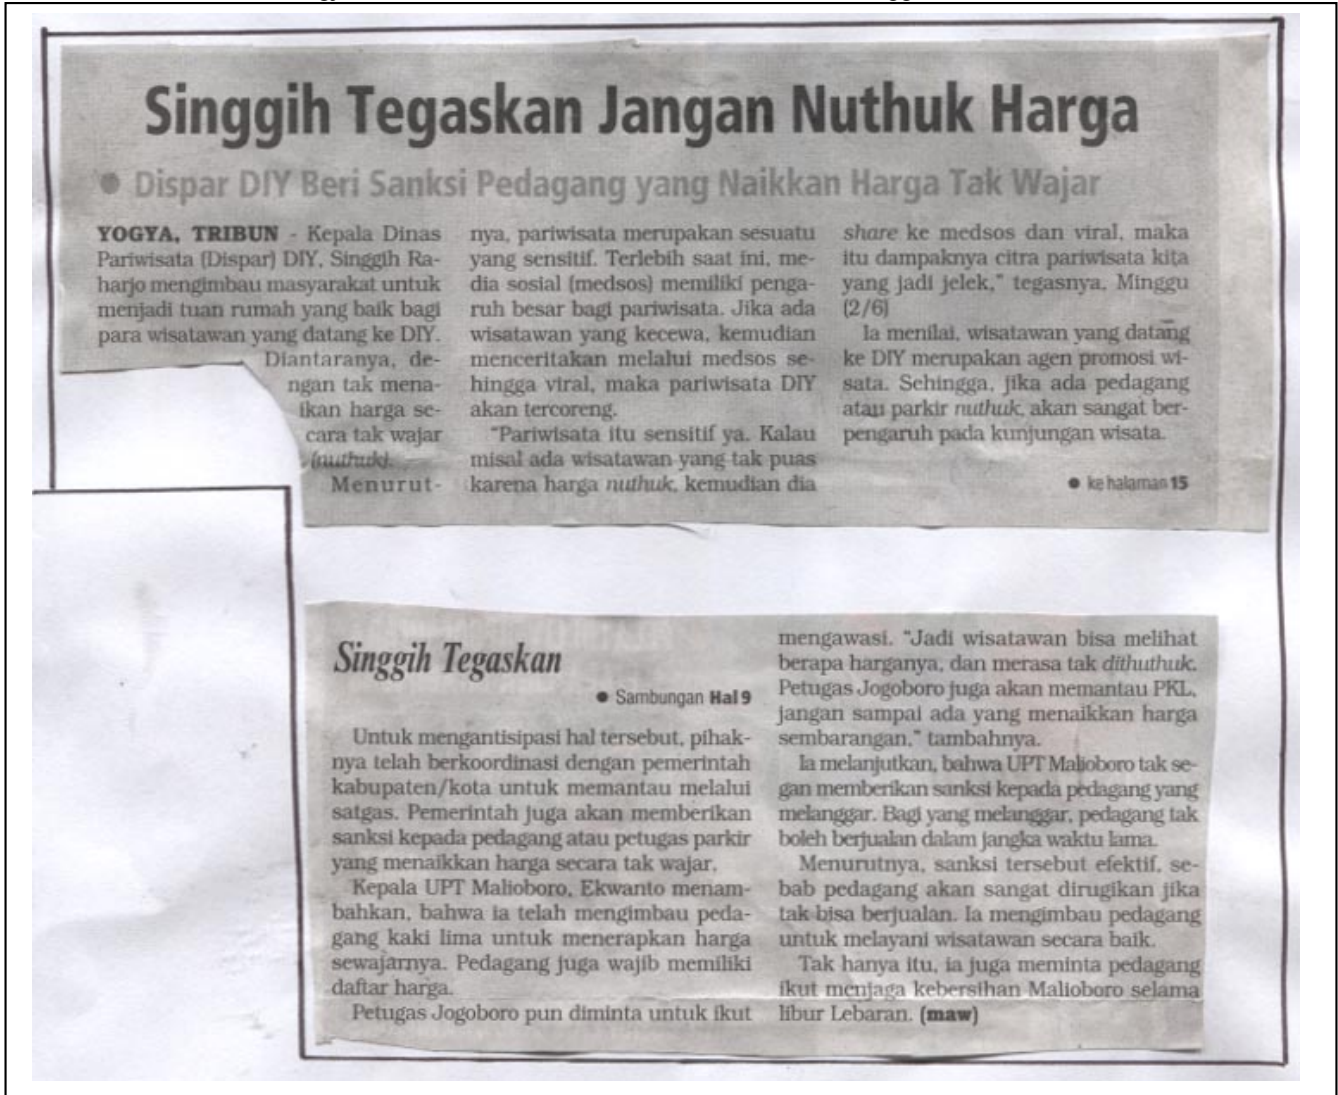 Singgih Tegaskan Jangan Nuthuk Harga
● Dispar DIY Beri Sanksi Pedagang yang Naikkan Harga Tak Wajar
YOGYA, TRIBUN - Kepala Dinas
Pariwisata (Dispar) DIY, Singgih Ra-
harjo mengimbau masyarakat untuk
menjadi tuan rumah yang baik bagi
para wisatawan yang datang ke DIY.
Diantaranya, de-
ngan tak mena-
ikan harga se-
cara tak wajar
(nuthuk).
Menurut-
nya, pariwisata merupakan sesuatu
yang sensitif. Terlebih saat ini, me-
dia sosial (medsos) memiliki penga-
ruh besar bagi pariwisata. Jika ada
wisatawan yang kecewa, kemudian
menceritakan melalui medsos se-
hingga viral, maka pariwisata DIY
akan tercoreng.
"Pariwisata itu sensitif ya. Kalau
misal ada wisatawan yang tak puas
karena harga nuthuk, kemudian dia
share ke medsos dan viral, maka
itu dampaknya citra pariwisata kita
yang jadi jelek," tegasnya, Minggu
(2/6)
Ia menilai, wisatawan yang datang
ke DIY merupakan agen promosi wi-
sata. Sehingga, jika ada pedagang
atau parkir nuthuk, akan sangat ber-
pengaruh pada kunjungan wisata.
● ke halaman 15
Singgih Tegaskan
● Sambungan Hal 9
Untuk mengantisipasi hal tersebut, pihak-
nya telah berkoordinasi dengan pemerintah
kabupaten/kota untuk memantau melalui
satgas. Pemerintah juga akan memberikan
sanksi kepada pedagang atau petugas parkir
yang menaikkan harga secara tak wajar.
Kepala UPT Malioboro, Ekwanto menam-
bahkan, bahwa ia telah mengimbau peda-
gang kaki lima untuk menerapkan harga
sewajarnya. Pedagang juga wajib memiliki
daftar harga.
Petugas Jogoboro pun diminta untuk ikut
mengawasi. "Jadi wisatawan bisa melihat
berapa harganya, dan merasa tak dithuthuk.
Petugas Jogoboro juga akan memantau PKL,
jangan sampai ada yang menaikkan harga
sembarangan," tambahnya.
Ia melanjutkan, bahwa UPT Malioboro tak se-
gan memberikan sanksi kepada pedagang yang
melanggar. Bagi yang melanggar, pedagang tak
boleh berjualan dalam jangka waktu lama.
Menurutnya, sanksi tersebut efektif, se-
bab pedagang akan sangat dirugikan jika
tak bisa berjualan. Ia mengimbau pedagang
untuk melayani wisatawan secara baik.
Tak hanya itu, ia juga meminta pedagang
ikut menjaga kebersihan Malioboro selama
libur Lebaran. (maw)